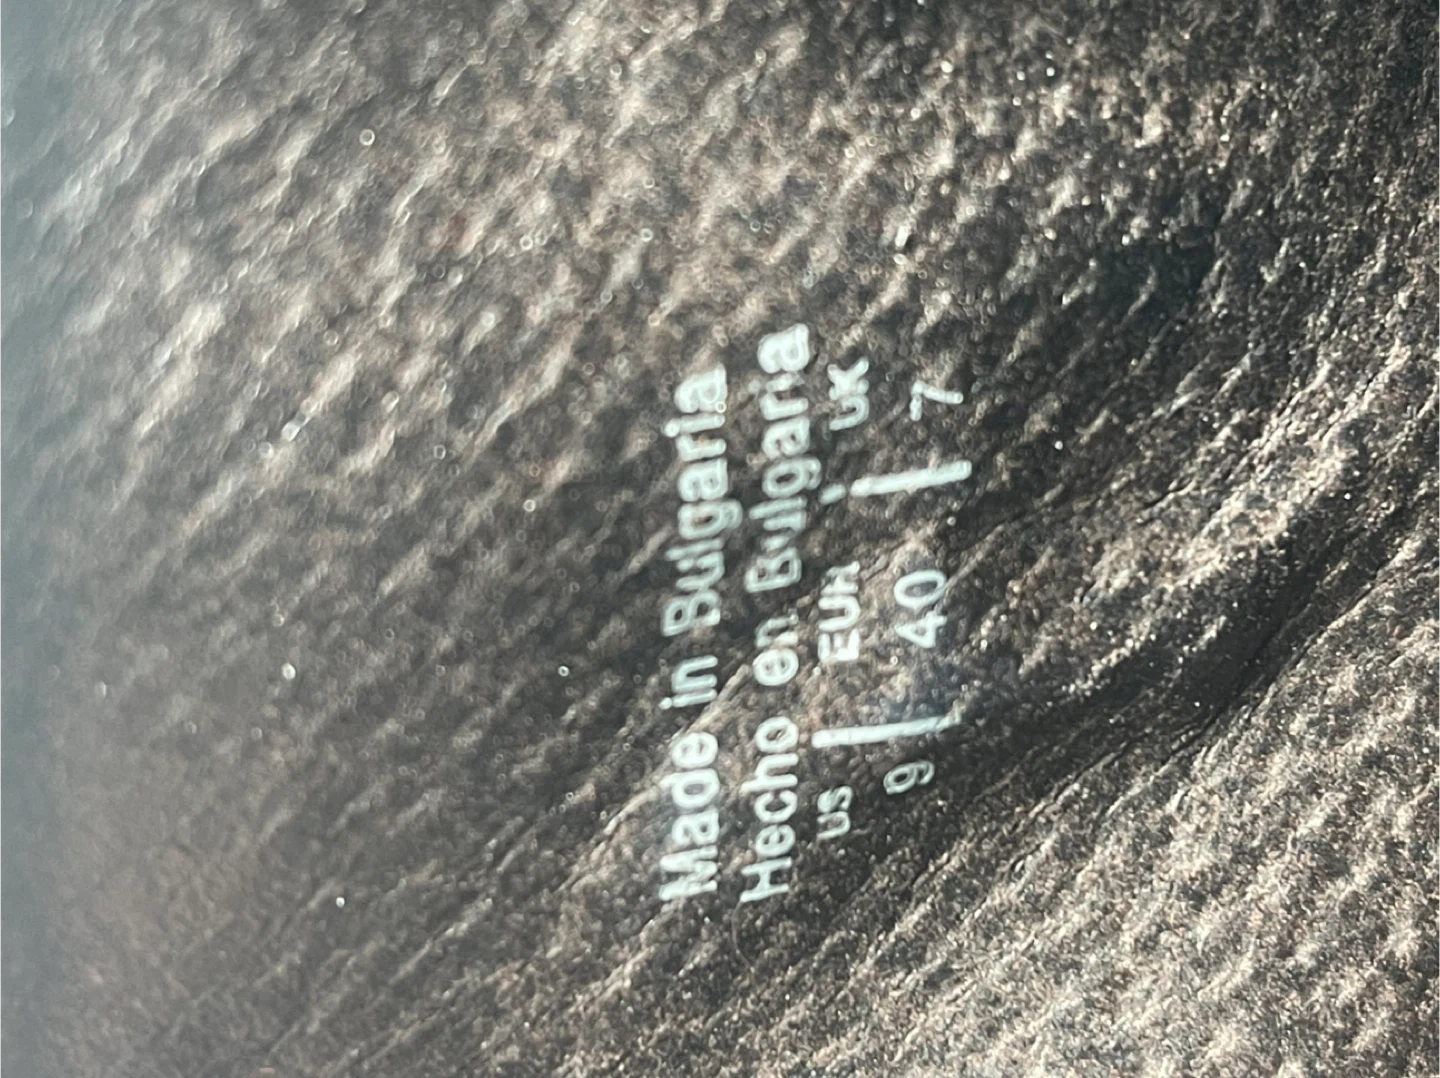 Made in Bulgaria
Hecho en Bulgaria
US EUR UK
9 40 7